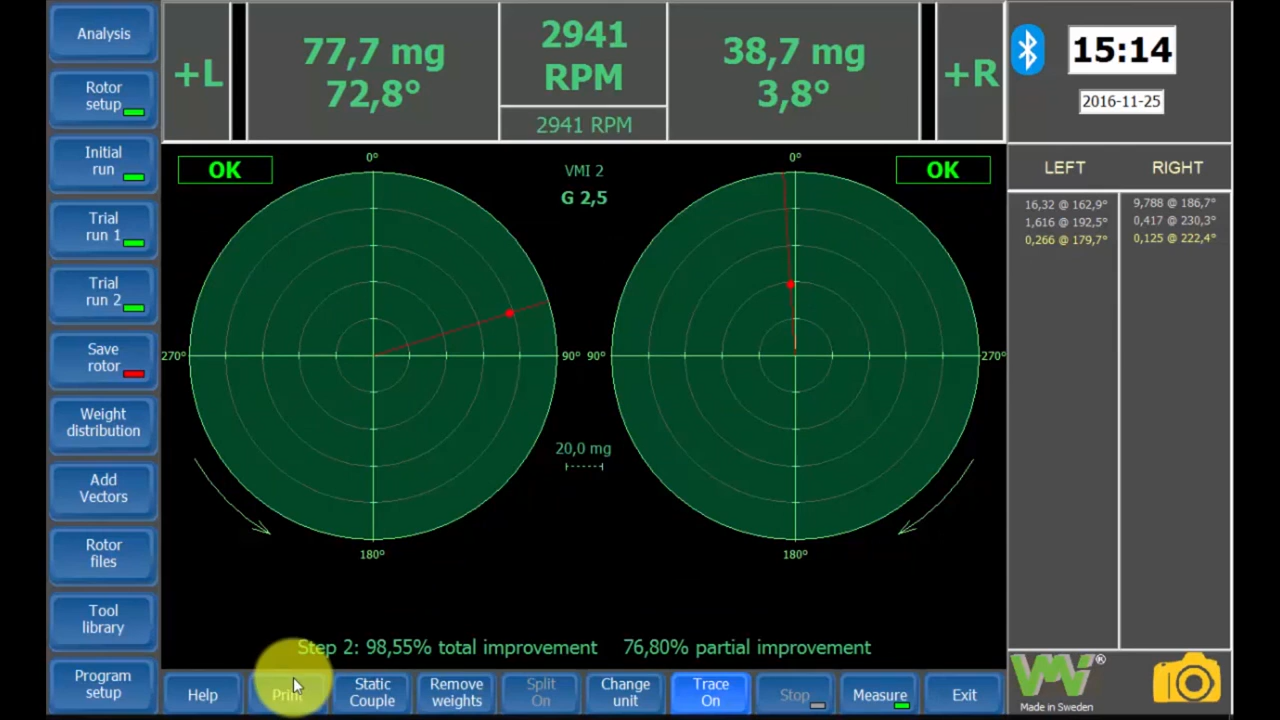 Analysis
Rotor
setup
Initial
run
Trial
run 1
Trial
run 2
Save
rotor
Weight
distribution
Add
Vectors
Rotor
files
Tool
library
Program
setup
+L
77,7 mg
72,8°
2941
RPM
2941 RPM
38,7 mg
3,8°
+R
15:14
2016-11-25
OK
0°
VMI 2
G 2,5
0°
OK
270°
90°
90°
270°
20,0 mg
180°
180°
Step 2: 98,55% total improvement 76,80% partial improvement
LEFT
RIGHT
16,32 @ 162,9°
9,788 @ 186,7°
1,616 @ 192,5°
0,417 @ 230,3°
0,266 @ 179,7°
0,125 @ 222,4°
Help
Print
Static
Couple
Remove
weights
Split
On
Change
unit
Trace
On
Stop
Measure
Exit
VMI®
Made in Sweden